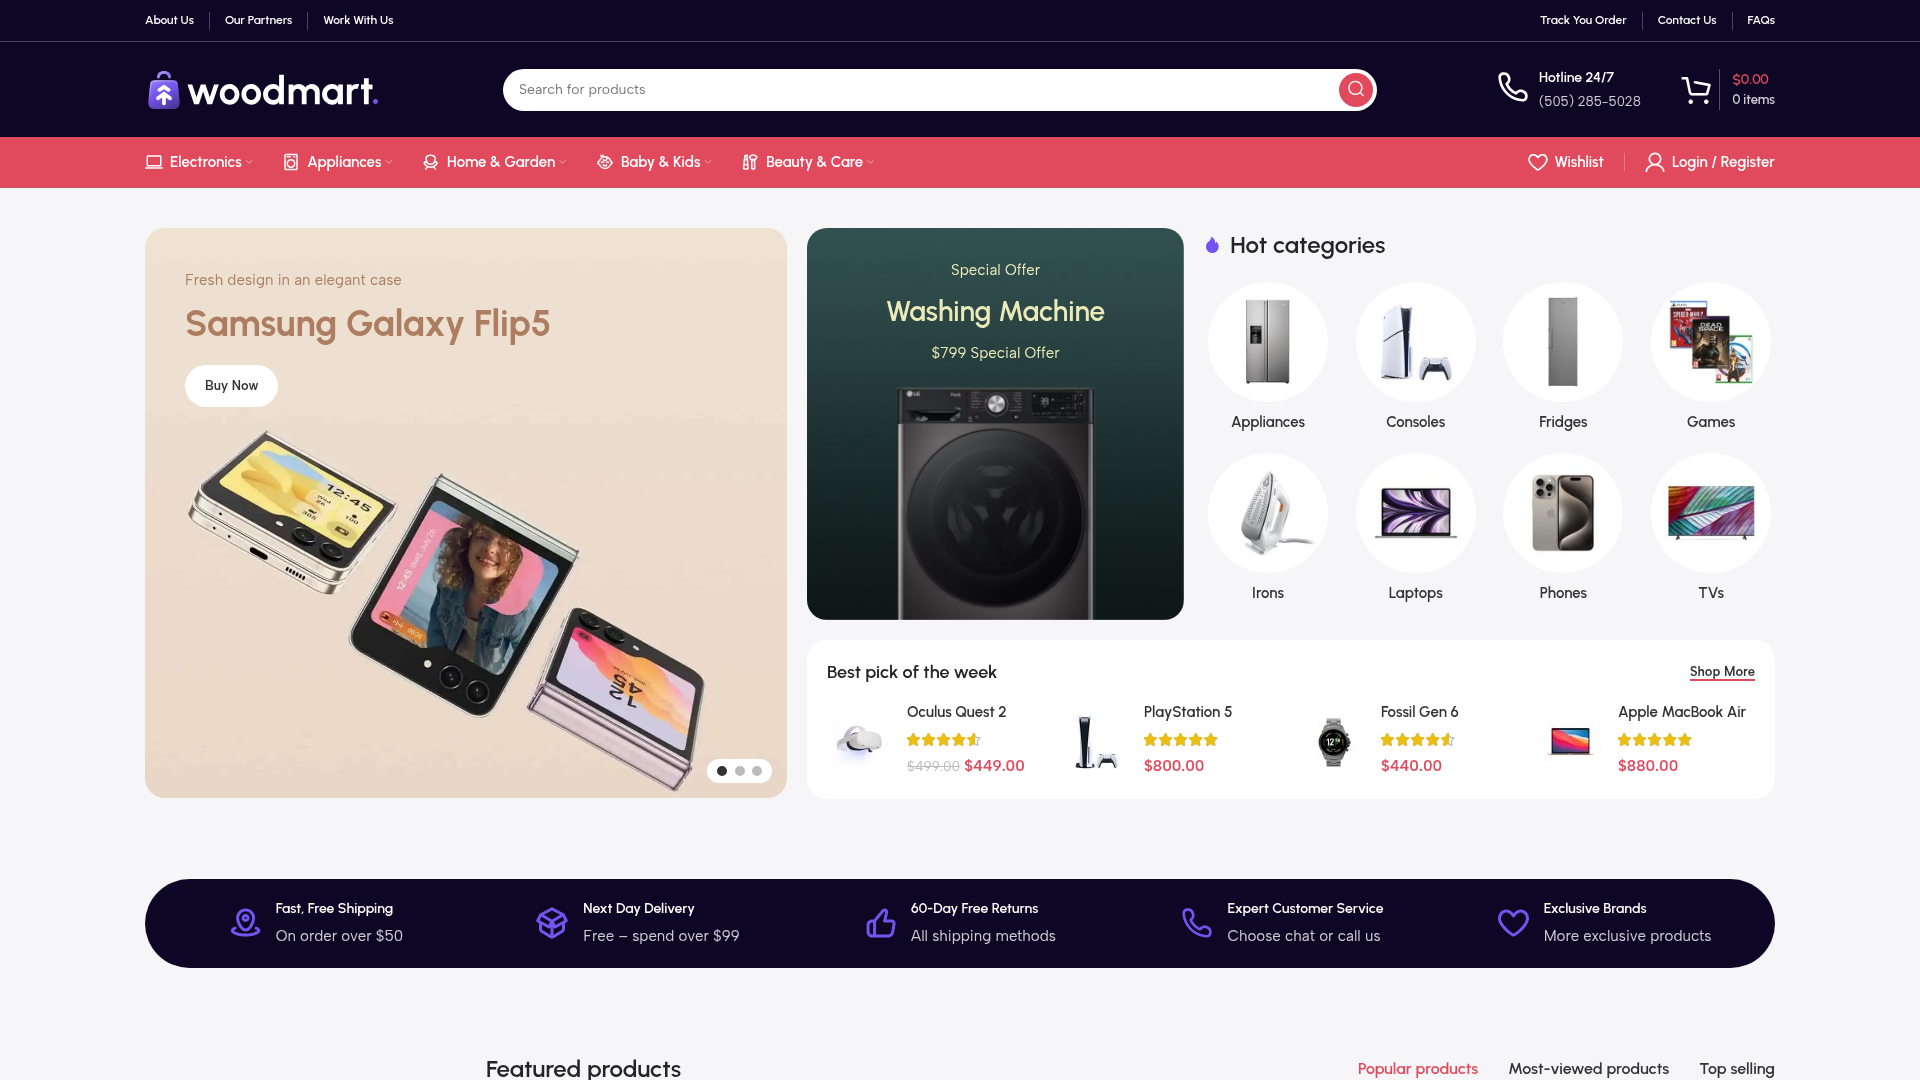 About Us
Our Partners
Work With Us
Track You Order
Contact Us
FAQs
woodmart.
Search for products
Hotline 24/7
(505) 285-5028
$0.00
0 items
Electronics
Appliances
Home & Garden
Baby & Kids
Beauty & Care
Wishlist
Login / Register
Fresh design in an elegant case
Samsung Galaxy Flip5
Buy Now
Special Offer
Washing Machine
$799 Special Offer
LG
Hot categories
Appliances
Consoles
Fridges
Games
Irons
Laptops
Phones
TVs
Best pick of the week
Shop More
Oculus Quest 2
$499.00 $449.00
PlayStation 5
$800.00
Fossil Gen 6
$440.00
Apple MacBook Air
$880.00
Fast, Free Shipping
On order over $50
Next Day Delivery
Free – spend over $99
60-Day Free Returns
All shipping methods
Expert Customer Service
Choose chat or call us
Exclusive Brands
More exclusive products
Featured products
Popular products
Most-viewed products
Top selling